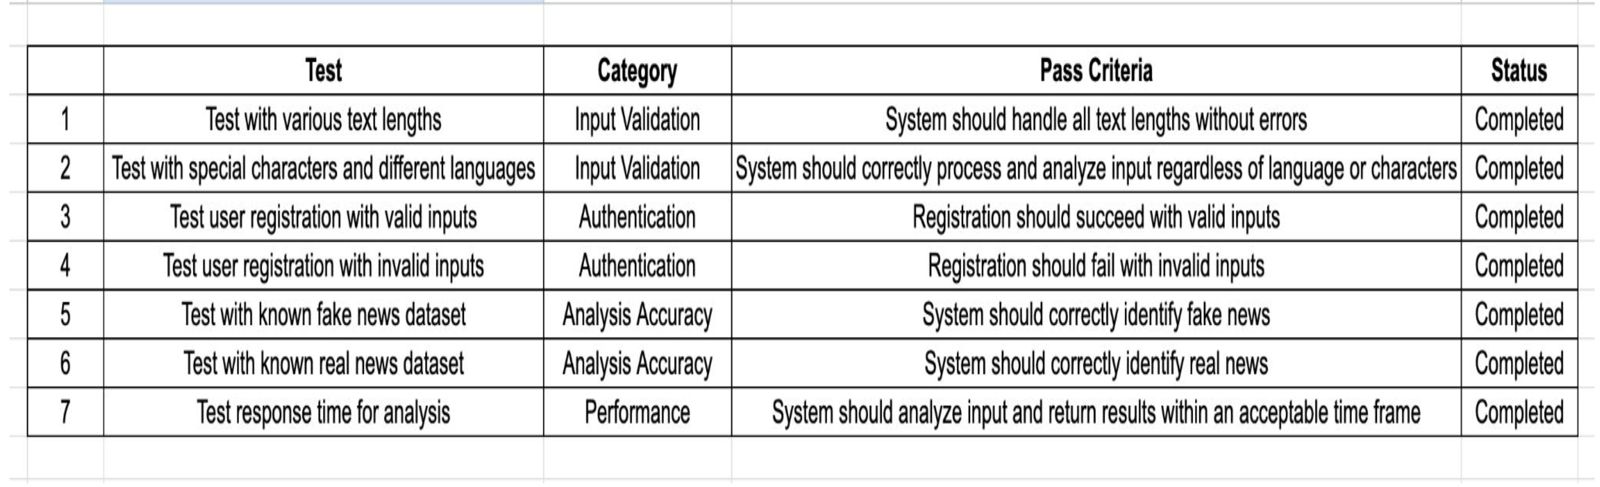 Test Category Pass Criteria Status
1 Test with various text lengths Input Validation System should handle all text lengths without errors Completed
2 Test with special characters and different languages Input Validation System should correctly process and analyze input regardless of language or characters Completed
3 Test user registration with valid inputs Authentication Registration should succeed with valid inputs Completed
4 Test user registration with invalid inputs Authentication Registration should fail with invalid inputs Completed
5 Test with known fake news dataset Analysis Accuracy System should correctly identify fake news Completed
6 Test with known real news dataset Analysis Accuracy System should correctly identify real news Completed
7 Test response time for analysis Performance System should analyze input and return results within an acceptable time frame Completed